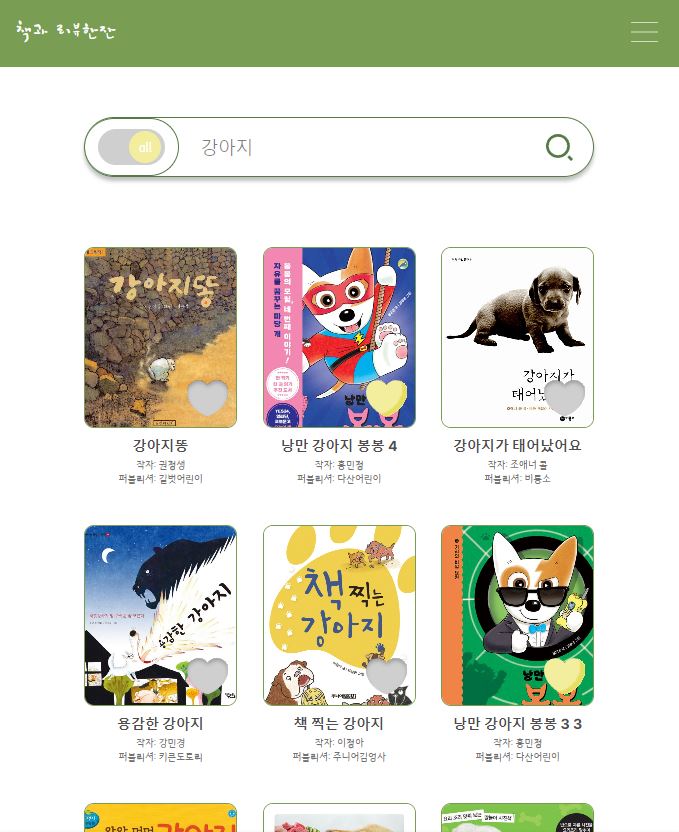 책과 리뷰한잔
all
강아지
강아지똥
동물의 모험, 네 번째 이야기!
자유를 꿈꾸는 떠돌 개
낭만
강아지가
태어났
강아지똥
작가: 권정생
퍼블리셔: 길벗어린이
낭만 강아지 봉봉 4
작자: 홍민정
퍼블리셔: 다산어린이
강아지가 태어났어요
작자: 조애너 콜
퍼블리셔: 비룡소
용감한 강아지
책 찍는
강아지
주니어김영사
낭만
용감한 강아지
작자: 강민경
퍼블리셔: 키큰도토리
책 찍는 강아지
작자: 이정아
퍼블리셔: 주니어김영사
낭만 강아지 봉봉 3 3
작자: 홍민정
퍼블리셔: 다산어린이